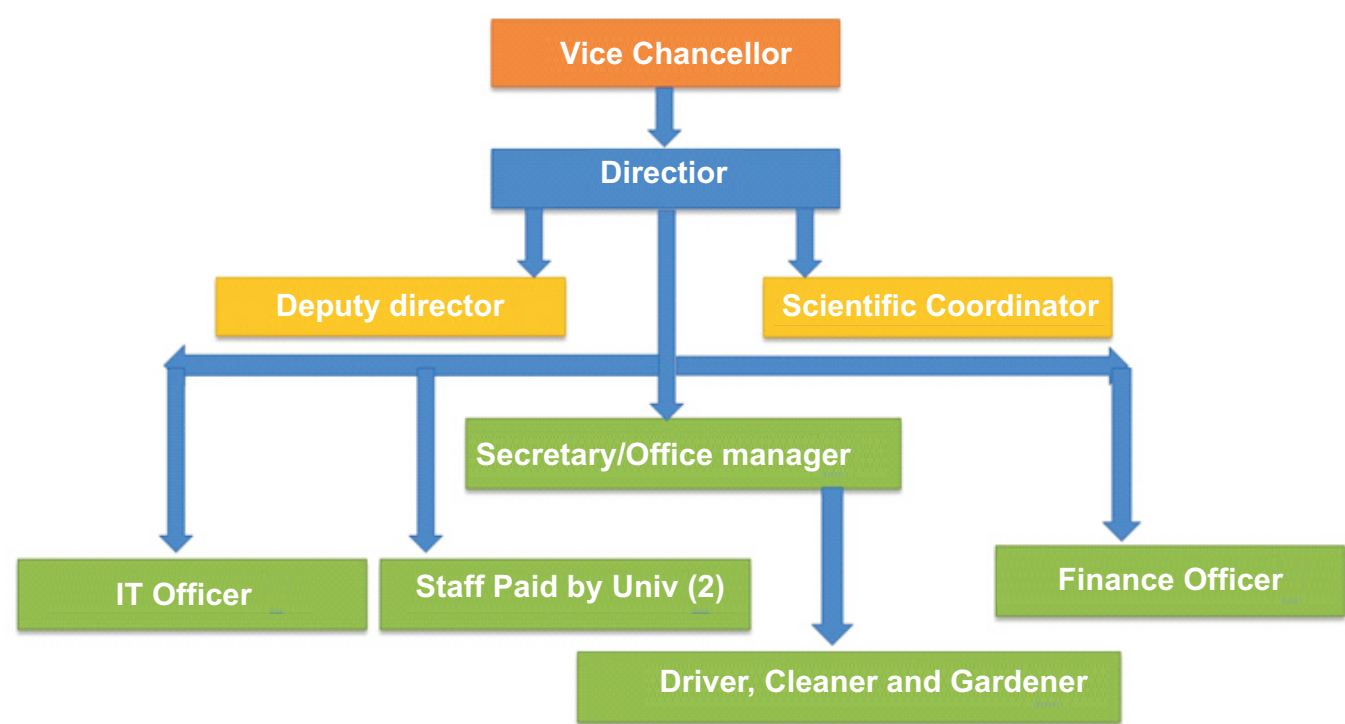 Vice Chancellor
Directior
Deputy director
Scientific Coordinator
Secretary/Office manager
IT Officer
Staff Paid by Univ (2)
Finance Officer
Driver, Cleaner and Gardener